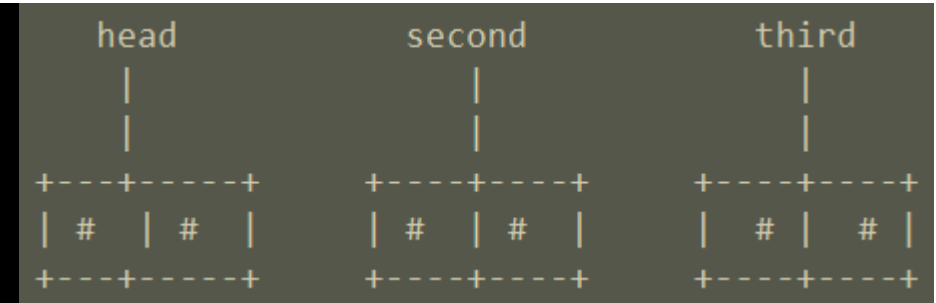 head                second                 third
   |                   |                      |
   |                   |                      |
+---+-----+     +----+----+     +----+----+
| #  | #  |     | #  | #  |     |  # |  # |
+---+-----+     +----+----+     +----+----+